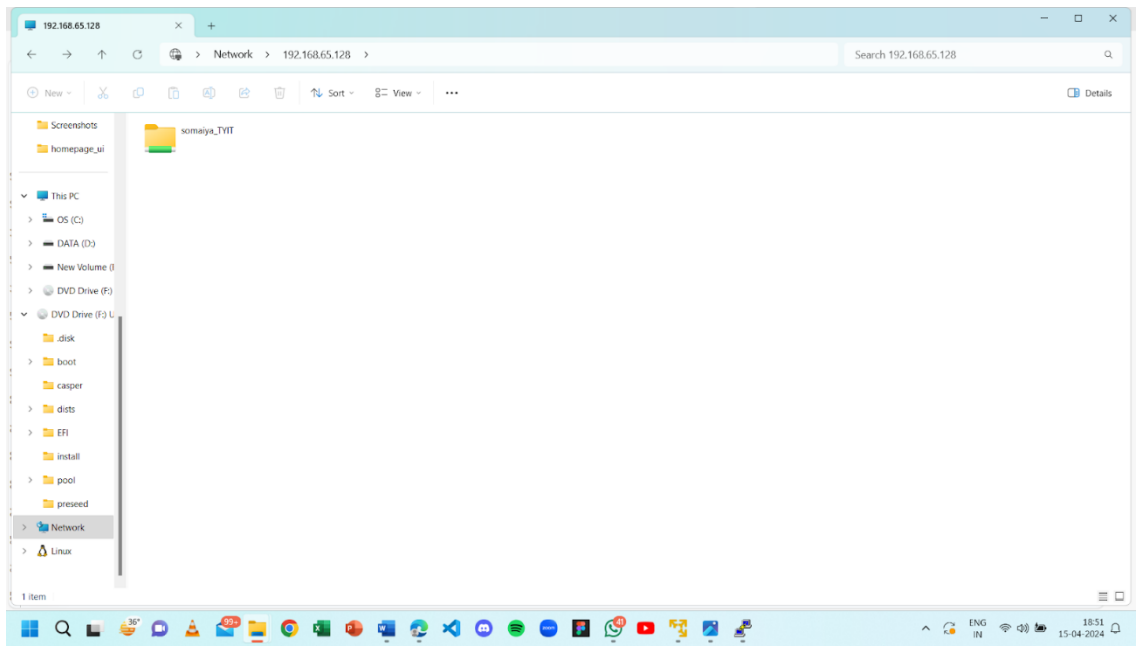 192.168.65.128
Network > 192.168.65.128 >
Search 192.168.65.128
New
Sort
View
Details
Screenshots
homepage_ui
This PC
OS (C:)
DATA (D:)
New Volume (
DVD Drive (F:)
DVD Drive (F:) U
.disk
boot
casper
dists
EFI
install
pool
preseed
Network
Linux
somaiya_TYIT
1 item
36°
99+
zoom
41
ENG
IN
18:51
15-04-2024